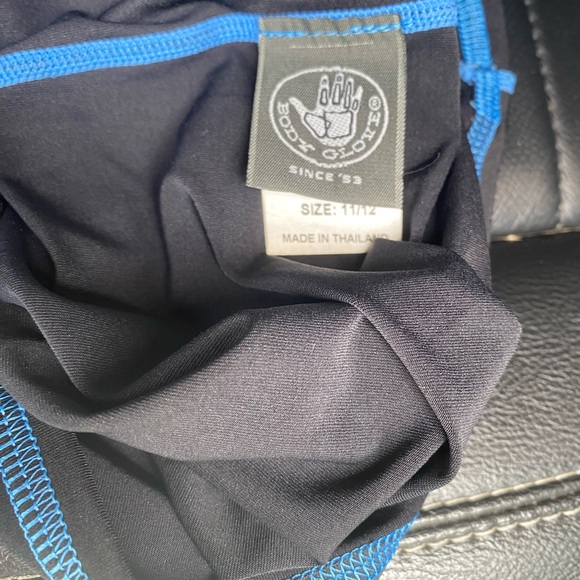 BODY GLOVE®
SINCE '53
SIZE: 11/12
MADE IN THAILAND